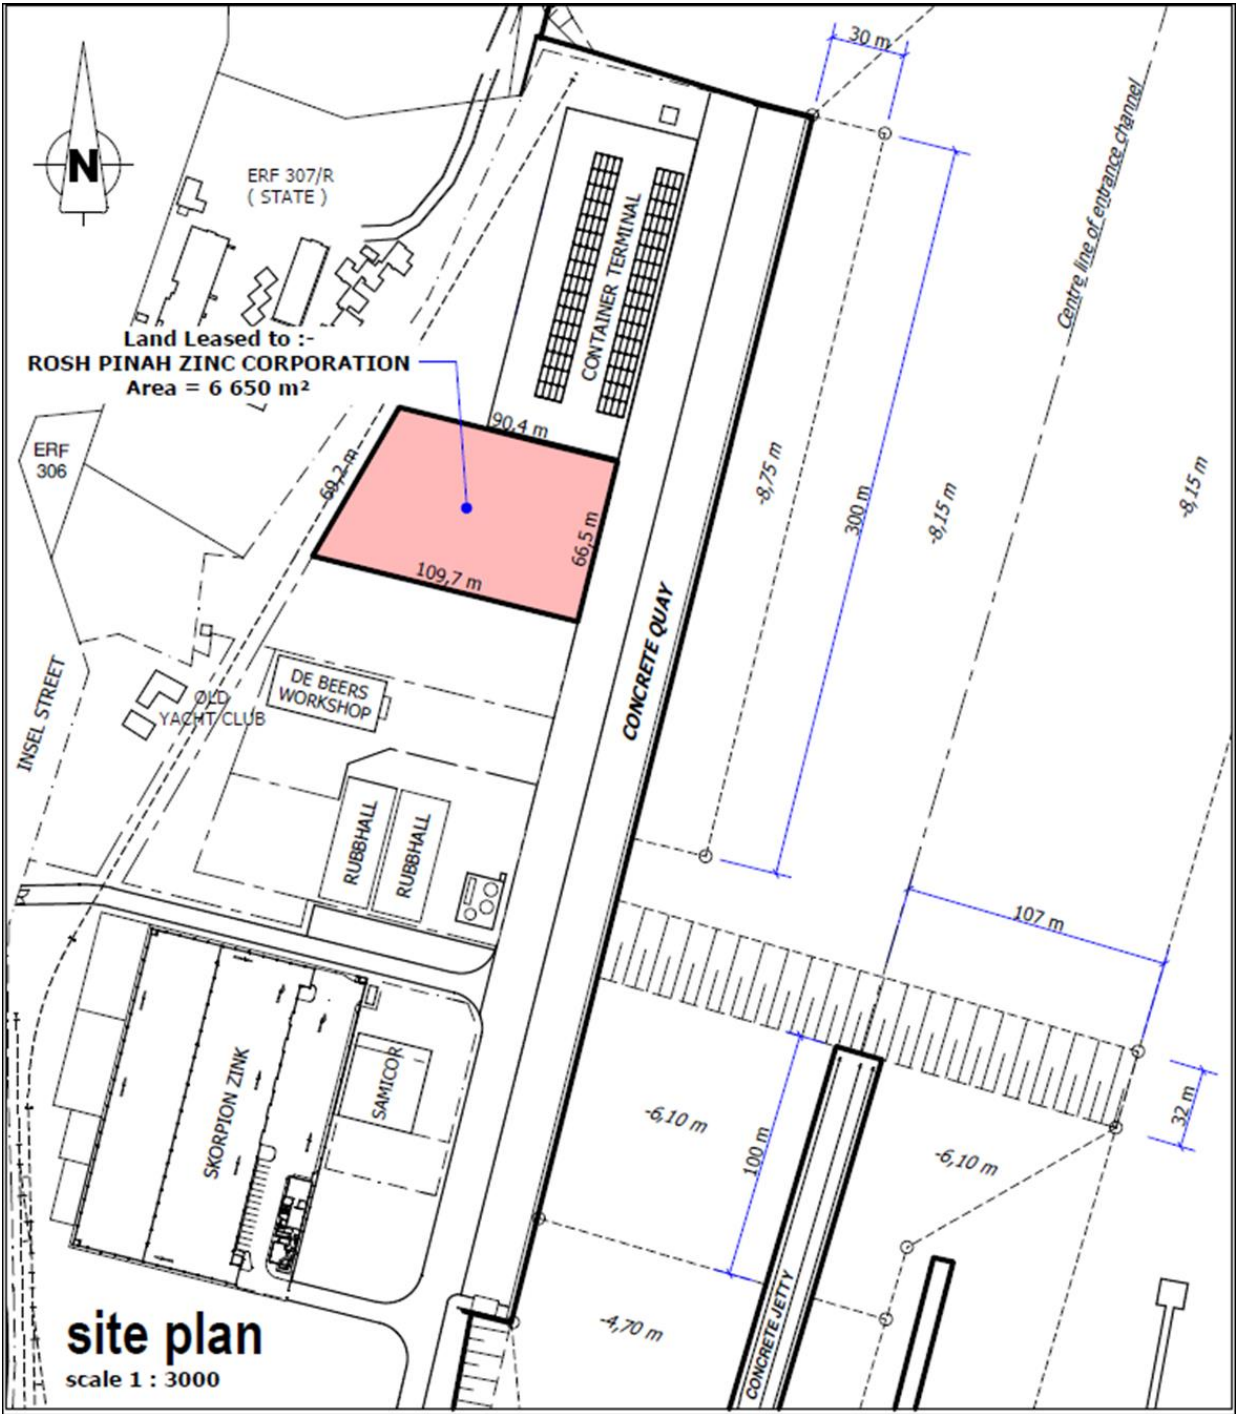 30 m
N
ERF 307/R
( STATE )
Centre line of entrance channel
CONTAINER TERMINAL
Land Leased to :-
ROSH PINAH ZINC CORPORATION
Area = 6 650 m²
90,4 m
ERF
306
69,2 m
-8,75 m
300 m
-8,15 m
-8,15 m
66,5 m
109,7 m
CONCRETE QUAY
INSEL STREET
OLD
YACHT CLUB
DE BEERS
WORKSHOP
RUBBHALL
RUBBHALL
107 m
SKORPION ZINK
SAMICOR
-6,10 m
100 m
-6,10 m
32 m
CONCRETE JETTY
-4,70 m
site plan
scale 1 : 3000